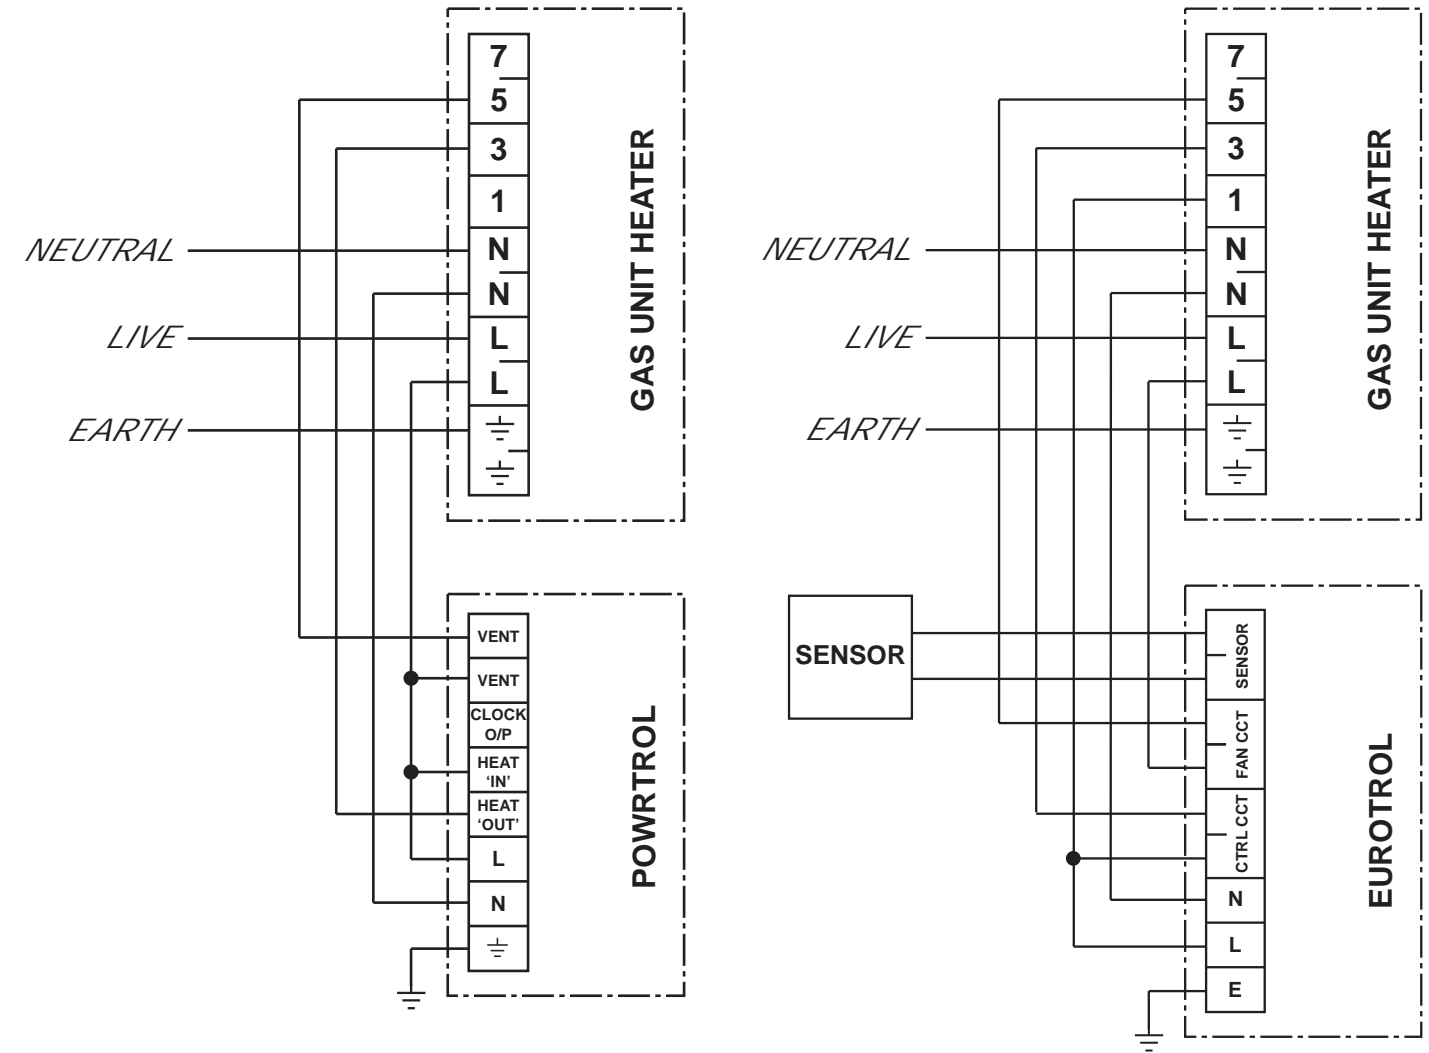 7
5
3
1
N
N
L
L
GAS UNIT HEATER
NEUTRAL
LIVE
EARTH
VENT
VENT
CLOCK
O/P
HEAT
‘IN’
HEAT
‘OUT’
L
N
POWRTROL
7
5
3
1
N
N
L
L
GAS UNIT HEATER
NEUTRAL
LIVE
EARTH
SENSOR
SENSOR
FAN CCT
CTRL CCT
N
L
E
EUROTROL